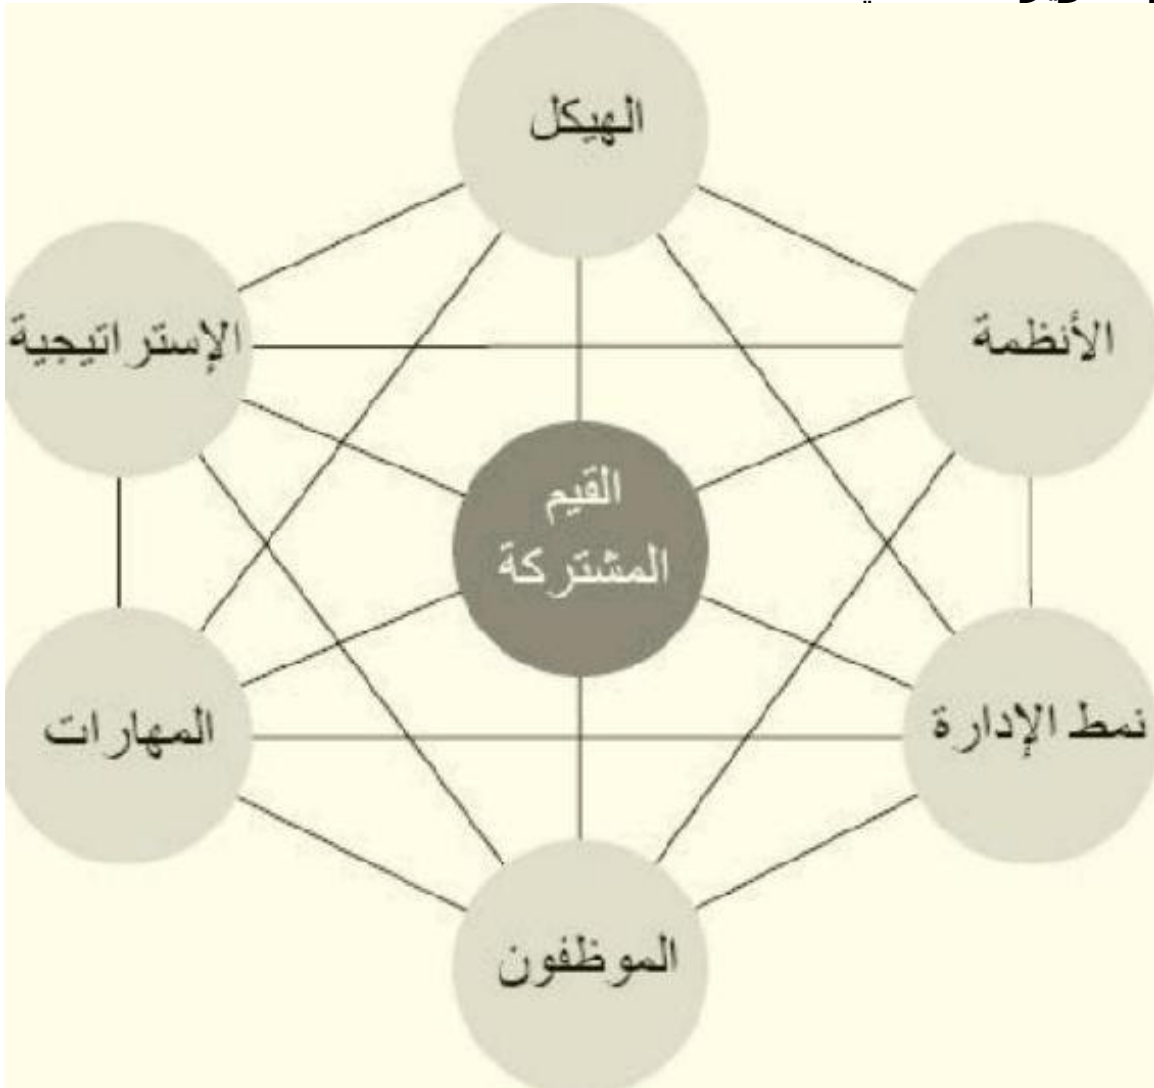 الهيكل
الأنظمة
الإستراتيجية
القيم
المشتركة
نمط الإدارة
المهارات
الموظفون